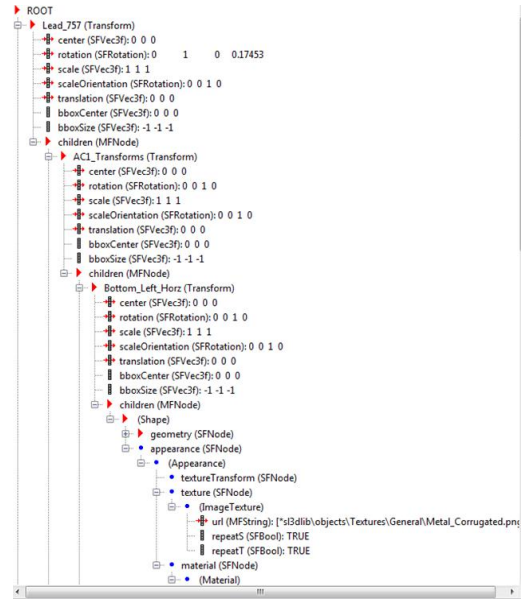 ROOT
Lead_757 (Transform)
center (SFVec3f): 0 0 0
rotation (SFRotation): 0 1 0 0.17453
scale (SFVec3f): 1 1 1
scaleOrientation (SFRotation): 0 0 1 0
translation (SFVec3f): 0 0 0
bboxCenter (SFVec3f): 0 0 0
bboxSize (SFVec3f): -1 -1 -1
children (MFNode)
AC1_Transforms (Transform)
center (SFVec3f): 0 0 0
rotation (SFRotation): 0 0 1 0
scale (SFVec3f): 1 1 1
scaleOrientation (SFRotation): 0 0 1 0
translation (SFVec3f): 0 0 0
bboxCenter (SFVec3f): 0 0 0
bboxSize (SFVec3f): -1 -1 -1
children (MFNode)
Bottom_Left_Horz (Transform)
center (SFVec3f): 0 0 0
rotation (SFRotation): 0 0 1 0
scale (SFVec3f): 1 1 1
scaleOrientation (SFRotation): 0 0 1 0
translation (SFVec3f): 0 0 0
bboxCenter (SFVec3f): 0 0 0
bboxSize (SFVec3f): -1 -1 -1
children (MFNode)
(Shape)
geometry (SFNode)
appearance (SFNode)
(Appearance)
textureTransform (SFNode)
texture (SFNode)
(ImageTexture)
url (MFString): ["sl3dlib\objects\Textures\General\Metal_Corrugated.png
repeatS (SFBool): TRUE
repeatT (SFBool): TRUE
material (SFNode)
(Material)